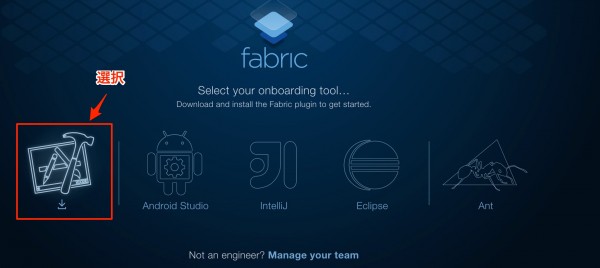 fabric
Select your onboarding tool...
Download and install the Fabric plugin to get started.
選択
Android Studio
IntelliJ
Eclipse
Ant
Not an engineer? Manage your team